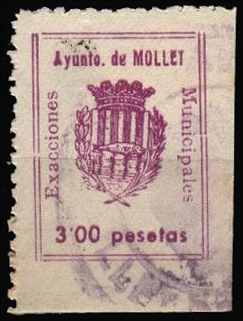 Ayunto. de MOLLET
Exacciones
Municipales
3'00 pesetas